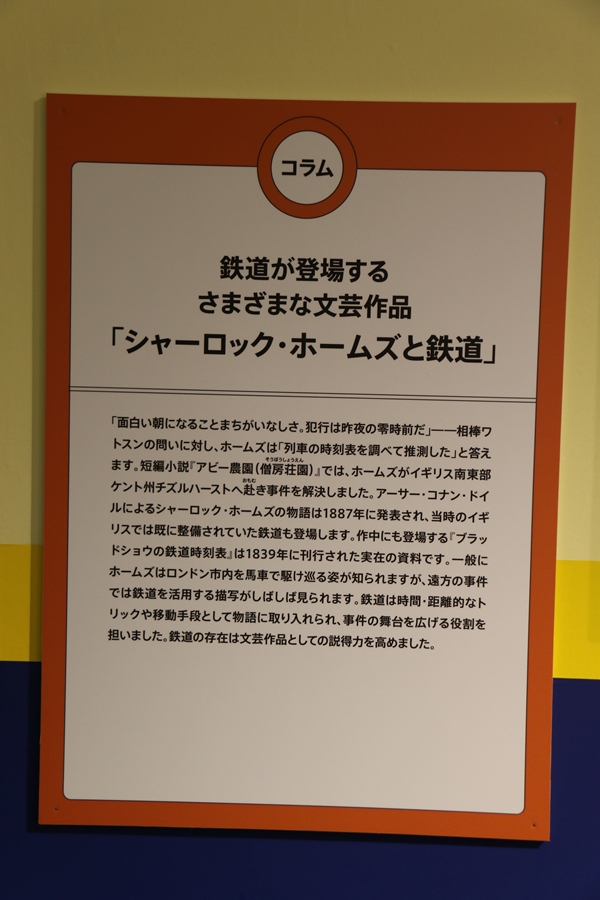 コラム
鉄道が登場する
さまざまな文芸作品
「シャーロック・ホームズと鉄道」
「面白い朝になることまちがいなしさ。犯行は昨夜の零時前だ」――相棒ワ
トスンの問いに対し、ホームズは「列車の時刻表を調べて推測した」と答え
そうぼうしょうえん
ます。短編小説『アビー農園(僧房荘園)』では、ホームズがイギリス南東部
おもむ
ケント州チズルハーストへ赴き事件を解決しました。アーサー・コナン・ドイ
ルによるシャーロック・ホームズの物語は1887年に発表され、当時のイギ
リスでは既に整備されていた鉄道も登場します。作中にも登場する『ブラッ
ドショウの鉄道時刻表』は1839年に刊行された実在の資料です。一般に
ホームズはロンドン市内を馬車で駆け巡る姿が知られますが、遠方の事件
では鉄道を活用する描写がしばしば見られます。鉄道は時間・距離的なト
リックや移動手段として物語に取り入れられ、事件の舞台を広げる役割を
担いました。鉄道の存在は文芸作品としての説得力を高めました。